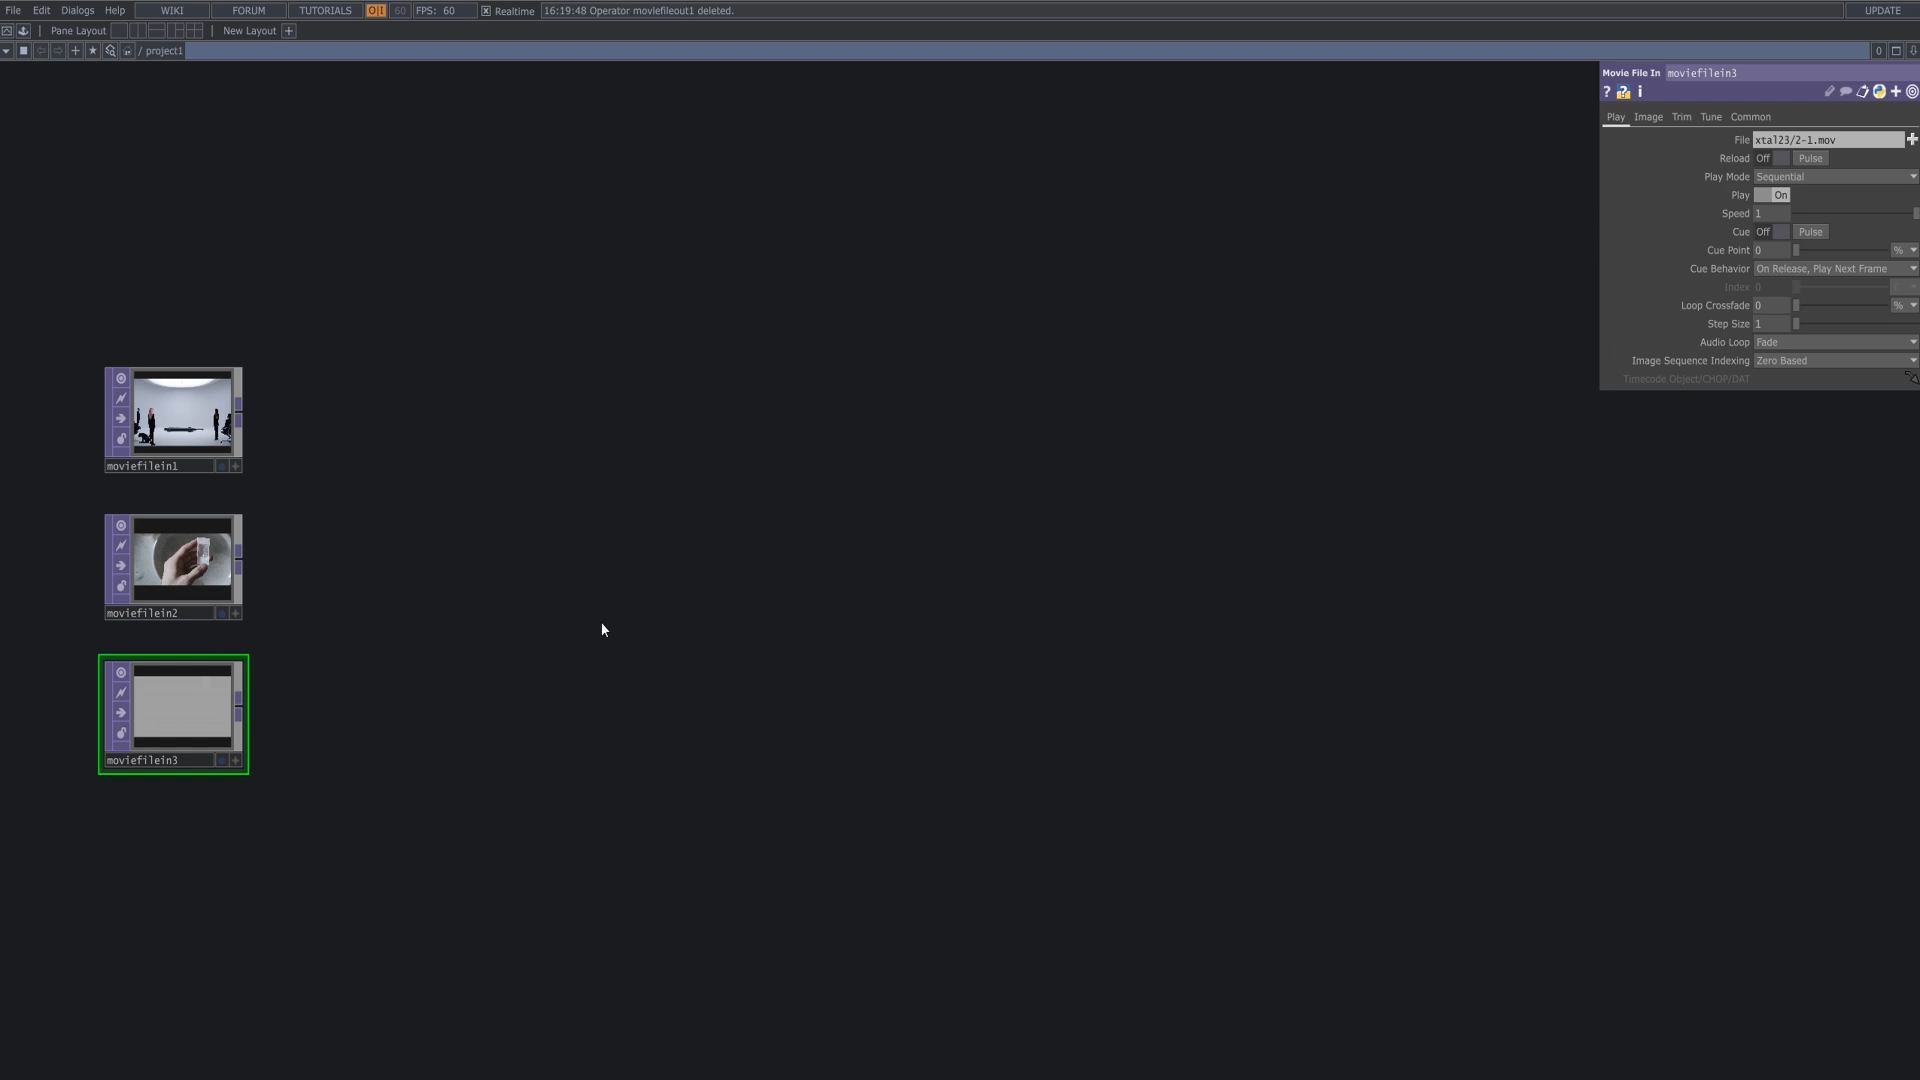 File Edit Dialogs Help WIKI FORUM TUTORIALS O|I 60 FPS: 60 Realtime 16:19:48 Operator moviefileout1 deleted. UPDATE
Pane Layout New Layout +
/ project1 0
Movie File In moviefilein3
? ? i
Play Image Trim Tune Common
File xtal23/2-1.mov
Reload Off Pulse
Play Mode Sequential
Play On
Speed 1
Cue Off Pulse
Cue Point 0 %
Cue Behavior On Release, Play Next Frame
Index 0
Loop Crossfade 0 %
Step Size 1
Audio Loop Fade
Image Sequence Indexing Zero Based
Timecode Object/CHOP/DAT
moviefilein1
moviefilein2
moviefilein3